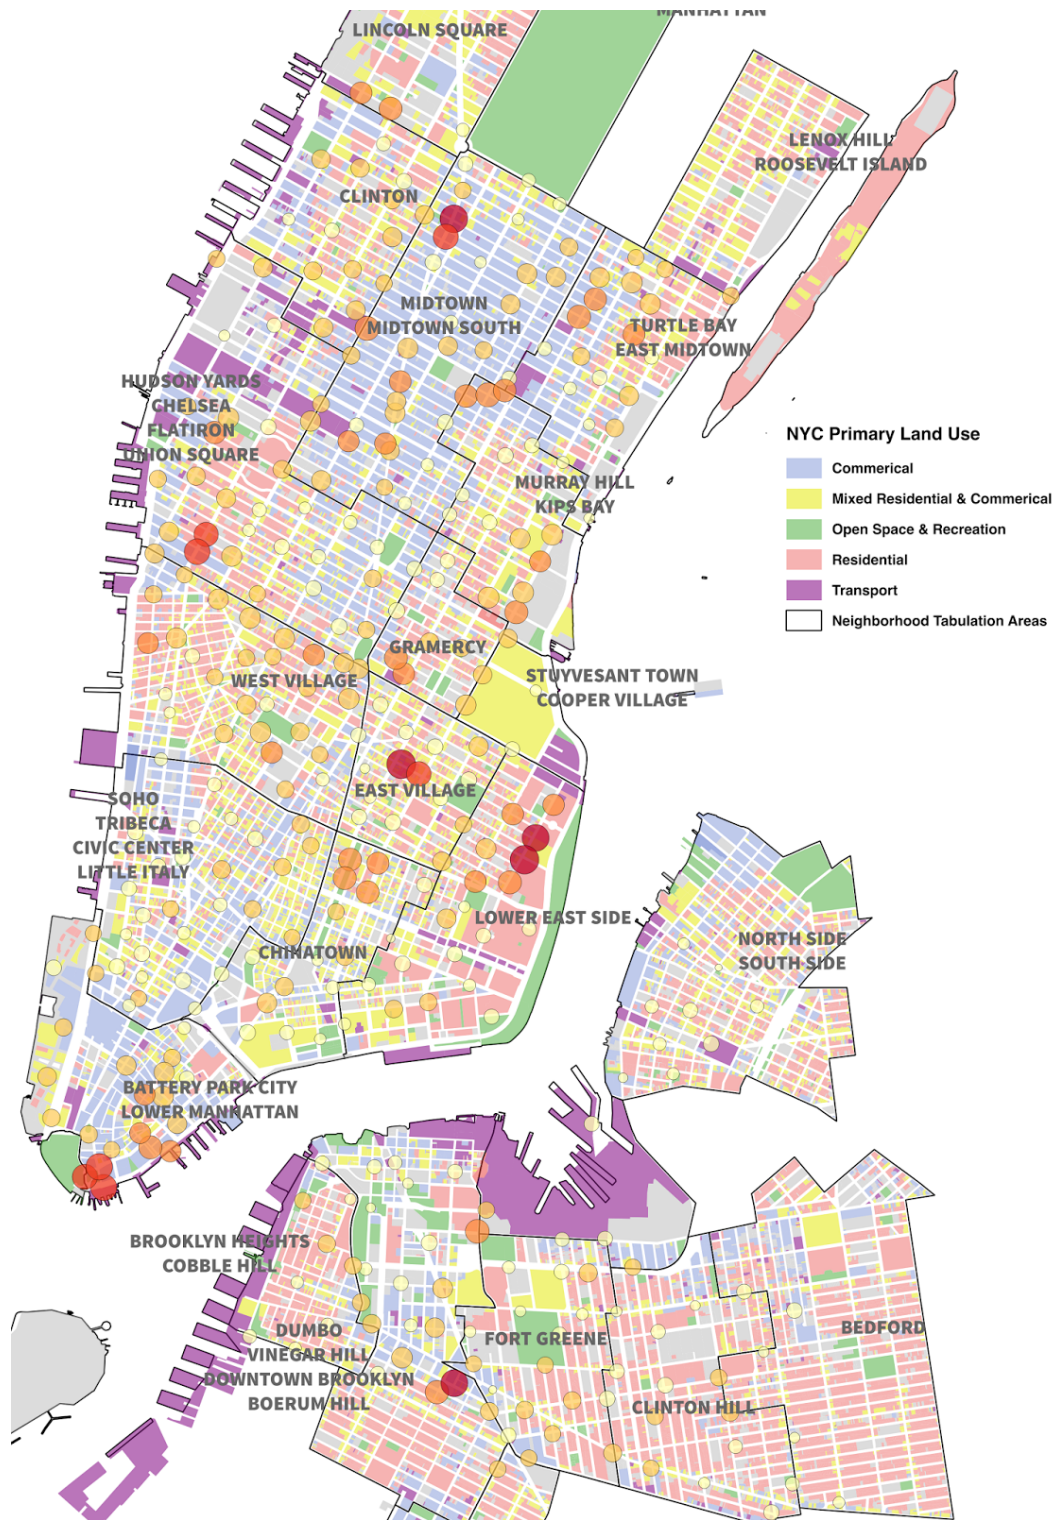 MANHATTAN
LINCOLN SQUARE
LENOX HILL
ROOSEVELT ISLAND
CLINTON
MIDTOWN
MIDTOWN SOUTH
TURTLE BAY
EAST MIDTOWN
HUDSON YARDS
CHELSEA
FLATIRON
UNION SQUARE
NYC Primary Land Use
Commerical
Mixed Residential & Commerical
Open Space & Recreation
Residential
Transport
Neighborhood Tabulation Areas
MURRAY HILL
KIPS BAY
GRAMERCY
STUYVESANT TOWN
COOPER VILLAGE
WEST VILLAGE
EAST VILLAGE
SOHO
TRIBECA
CIVIC CENTER
LITTLE ITALY
LOWER EAST SIDE
CHINATOWN
NORTH SIDE
SOUTH SIDE
BATTERY PARK CITY
LOWER MANHATTAN
BROOKLYN HEIGHTS
COBBLE HILL
DUMBO
VINEGAR HILL
DOWNTOWN BROOKLYN
BOERUM HILL
FORT GREENE
BEDFORD
CLINTON HILL